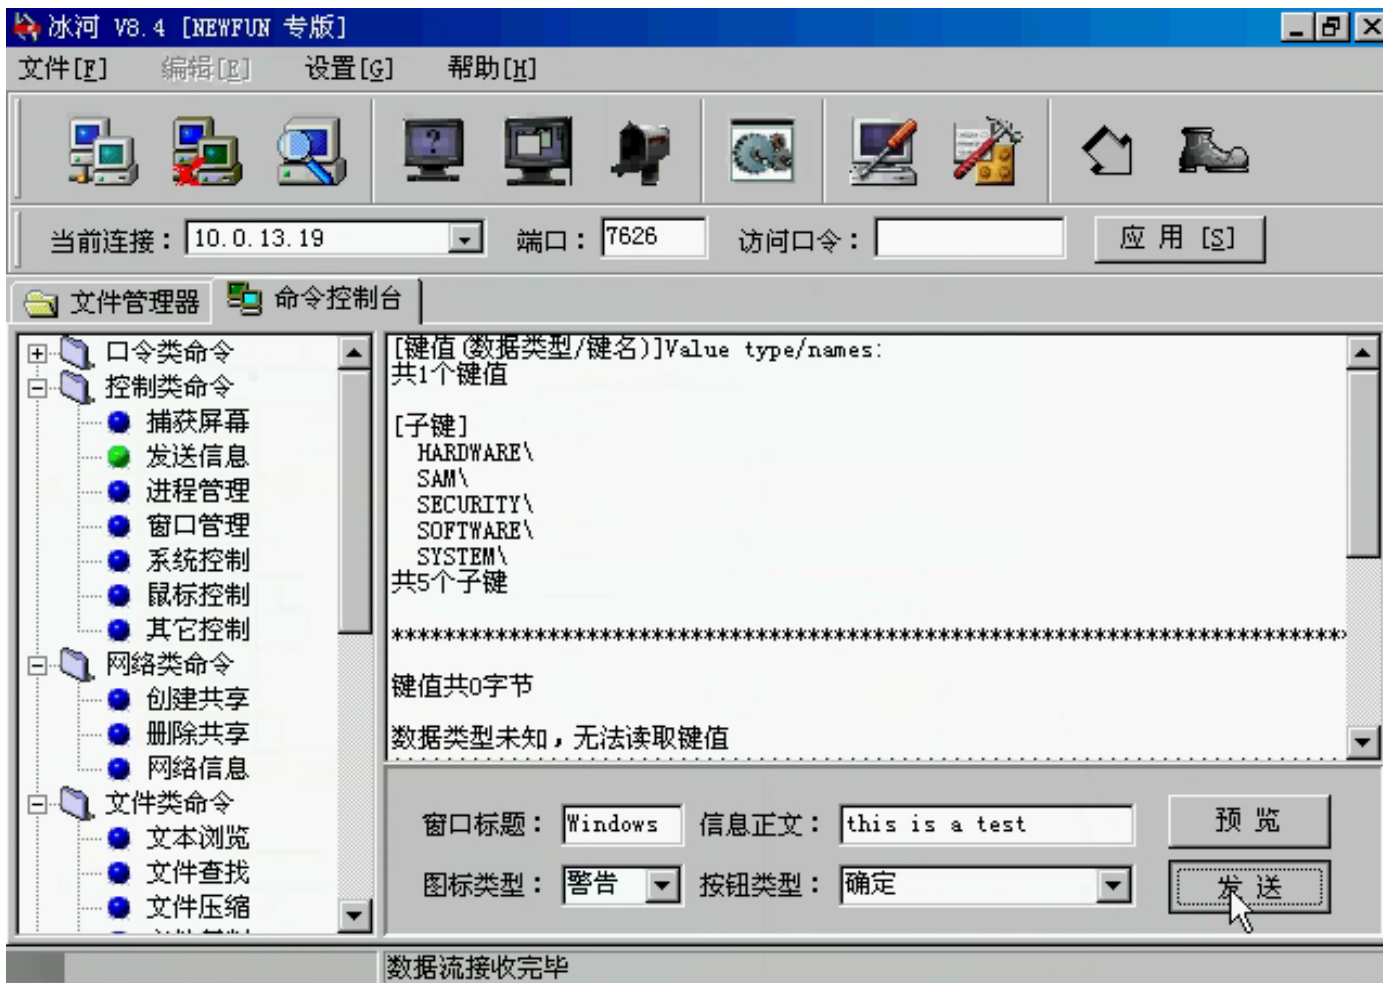 冰河 V8.4 [NEWFUN 专版]
文件[F] 编辑[E] 设置[G] 帮助[H]
当前连接： 10.0.13.19 端口： 7626 访问口令： 应 用 [S]
文件管理器 命令控制台
口令类命令
控制类命令
捕获屏幕
发送信息
进程管理
窗口管理
系统控制
鼠标控制
其它控制
网络类命令
创建共享
删除共享
网络信息
文件类命令
文本浏览
文件查找
文件压缩
[键值(数据类型/键名)]Value type/names:
共1个键值
[子键]
HARDWARE\
SAM\
SECURITY\
SOFTWARE\
SYSTEM\
共5个子键
*************************************************************************
键值共0字节
数据类型未知，无法读取键值
窗口标题： Windows 信息正文： this is a test 预 览
图标类型： 警告 按钮类型： 确定 发 送
数据流接收完毕